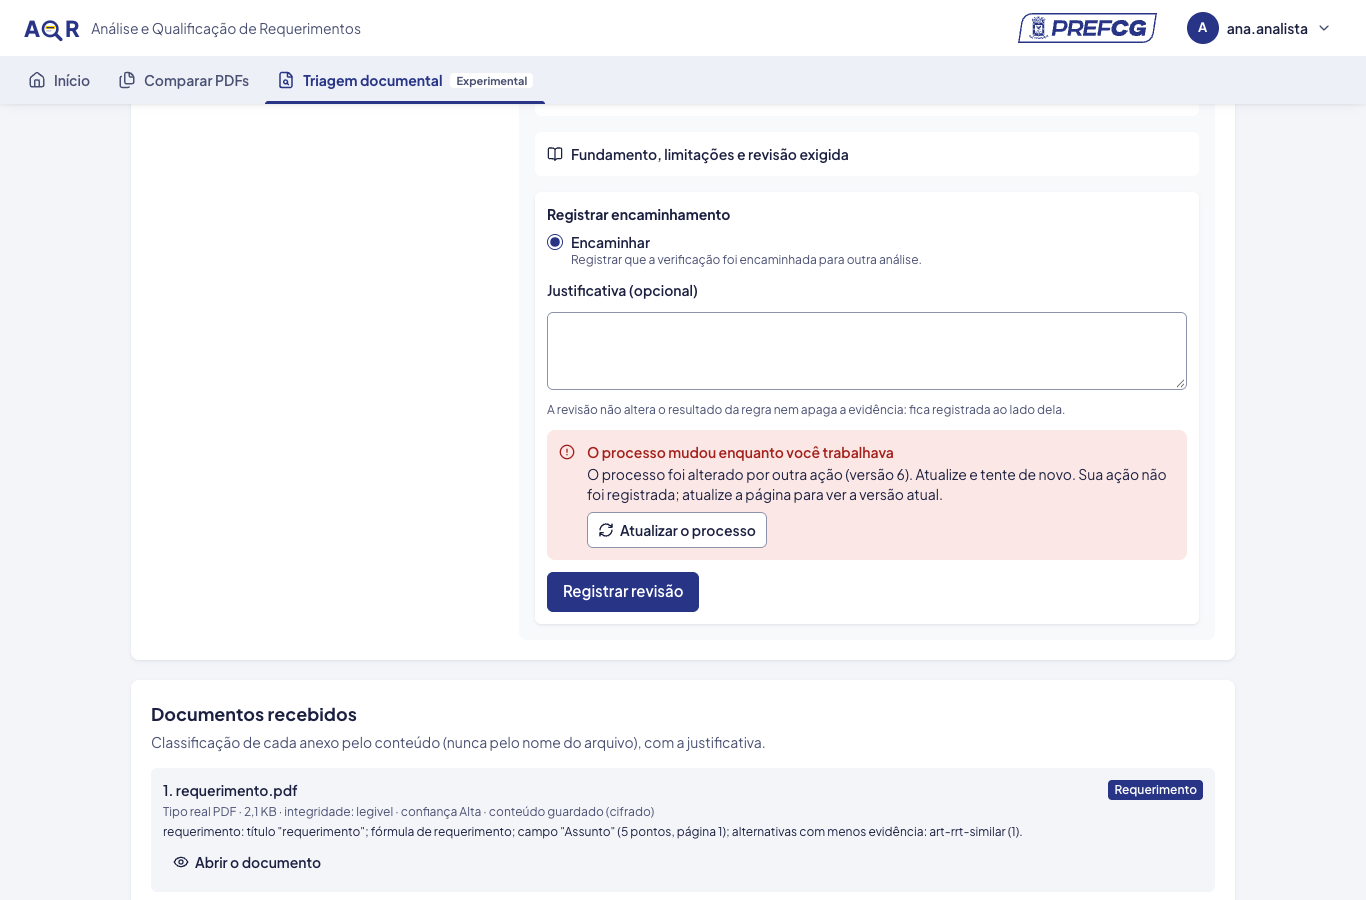 AQR Análise e Qualificação de Requerimentos
PREFCG
A ana.analista
Início
Comparar PDFs
Triagem documental Experimental
Fundamento, limitações e revisão exigida
Registrar encaminhamento
Encaminhar
Registrar que a verificação foi encaminhada para outra análise.
Justificativa (opcional)
A revisão não altera o resultado da regra nem apaga a evidência: fica registrada ao lado dela.
O processo mudou enquanto você trabalhava
O processo foi alterado por outra ação (versão 6). Atualize e tente de novo. Sua ação não
foi registrada; atualize a página para ver a versão atual.
Atualizar o processo
Registrar revisão
Documentos recebidos
Classificação de cada anexo pelo conteúdo (nunca pelo nome do arquivo), com a justificativa.
1. requerimento.pdf
Requerimento
Tipo real PDF · 2,1 KB · integridade: legivel · confiança Alta · conteúdo guardado (cifrado)
requerimento: título "requerimento"; fórmula de requerimento; campo "Assunto" (5 pontos, página 1); alternativas com menos evidência: art-rrt-similar (1).
Abrir o documento